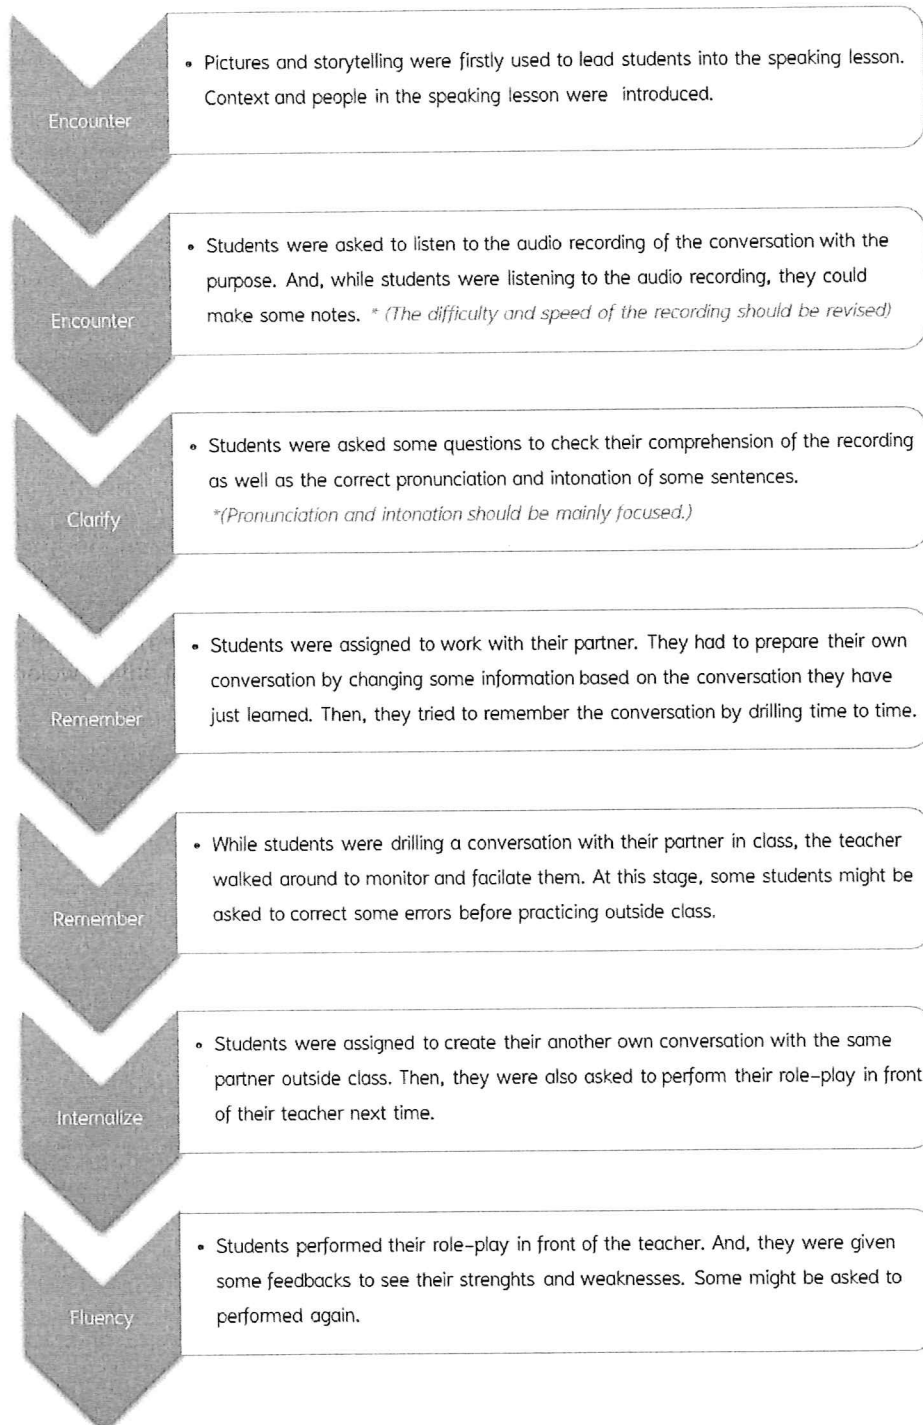 Encounter
• Pictures and storytelling were firstly used to lead students into the speaking lesson.
Context and people in the speaking lesson were introduced.
Encounter
• Students were asked to listen to the audio recording of the conversation with the
purpose. And, while students were listening to the audio recording, they could
make some notes. * (The difficulty and speed of the recording should be revised)
Clarify
• Students were asked some questions to check their comprehension of the recording
as well as the correct pronunciation and intonation of some sentences.
*(Pronunciation and intonation should be mainly focused.)
Remember
• Students were assigned to work with their partner. They had to prepare their own
conversation by changing some information based on the conversation they have
just learned. Then, they tried to remember the conversation by drilling time to time.
Remember
• While students were drilling a conversation with their partner in class, the teacher
walked around to monitor and facilate them. At this stage, some students might be
asked to correct some errors before practicing outside class.
Internalize
• Students were assigned to create their another own conversation with the same
partner outside class. Then, they were also asked to perform their role-play in front
of their teacher next time.
Fluency
• Students performed their role-play in front of the teacher. And, they were given
some feedbacks to see their strenghts and weaknesses. Some might be asked to
performed again.